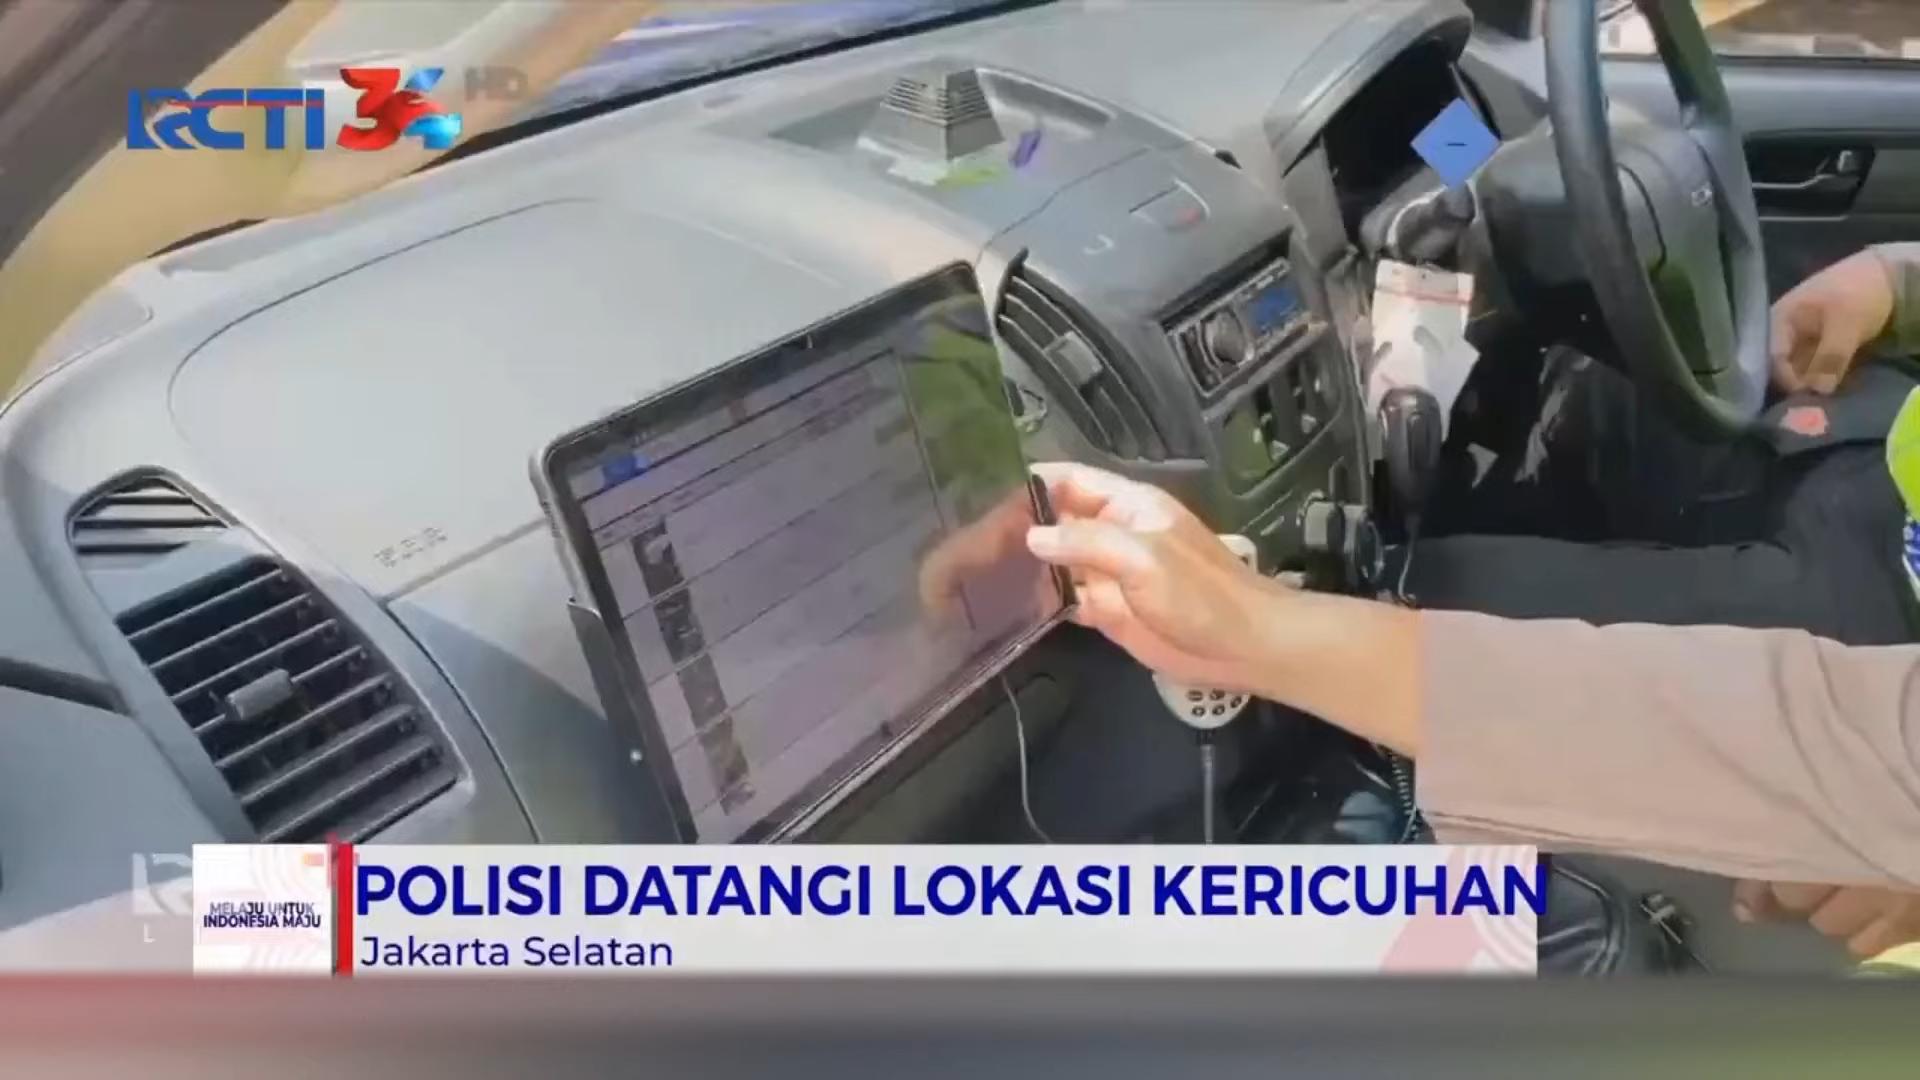 RCTI 34 HD
POLISI DATANGI LOKASI KERICUHAN
MELAJU UNTUK
INDONESIA MAJU
Jakarta Selatan